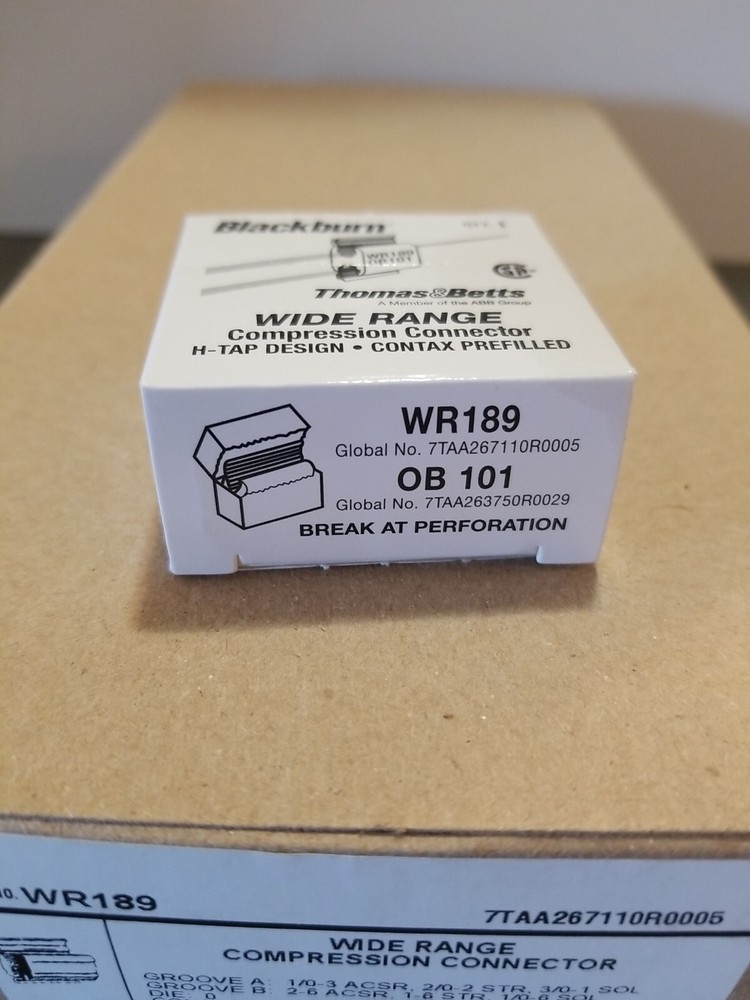 Blackburn
WR189
OB101
Thomas&Betts
A Member of the ABB Group
WIDE RANGE
Compression Connector
H-TAP DESIGN • CONTAX PREFILLED
WR189
Global No. 7TAA267110R0005
OB 101
Global No. 7TAA263750R0029
BREAK AT PERFORATION
WR189
7TAA267110R0005
WIDE RANGE
COMPRESSION CONNECTOR
GROOVE A: 1/0-3 ACSR, 2/0-2 STR, 3/0-1 SOL
GROOVE B: 2-6 ACSR, 1-6 STR, 1/0-6 SOL